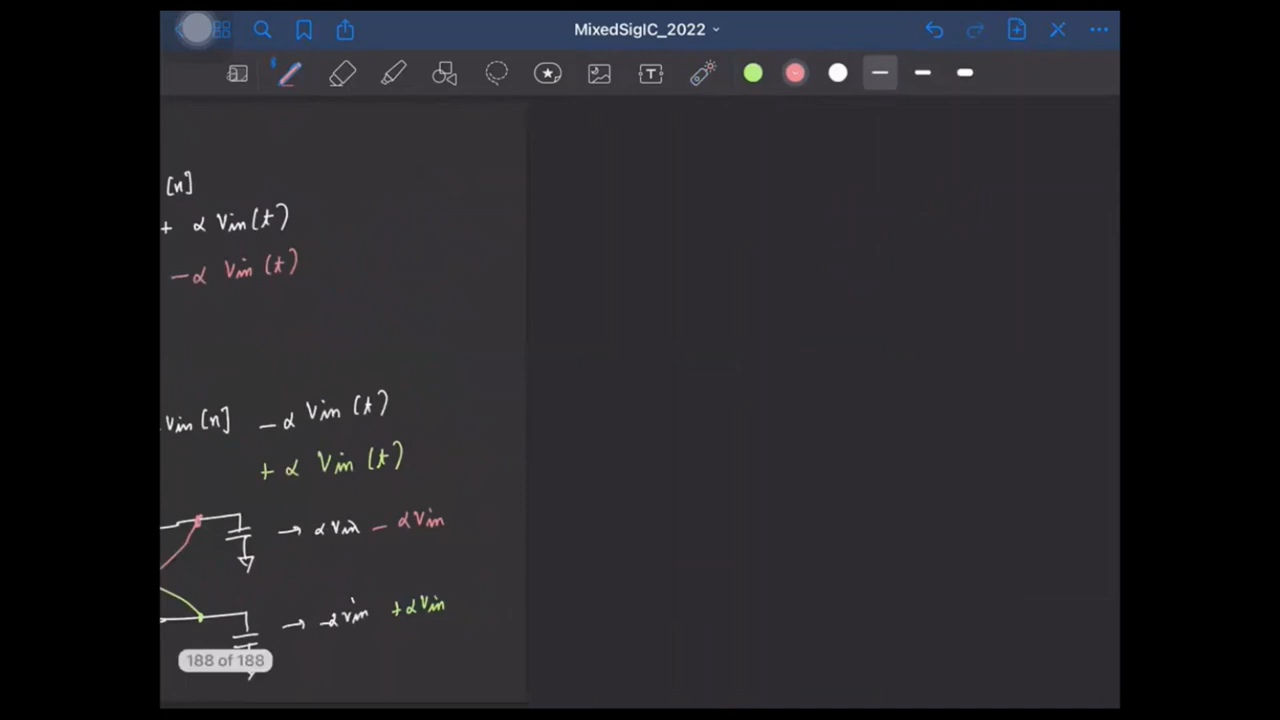 MixedSigIC_2022
[n]
+ α Vin(t)
- α Vin (t)
Vin [n] - α Vin (t)
+ α Vin (t)
→ αVin - αVin
→ -αVin +αVin
188 of 188